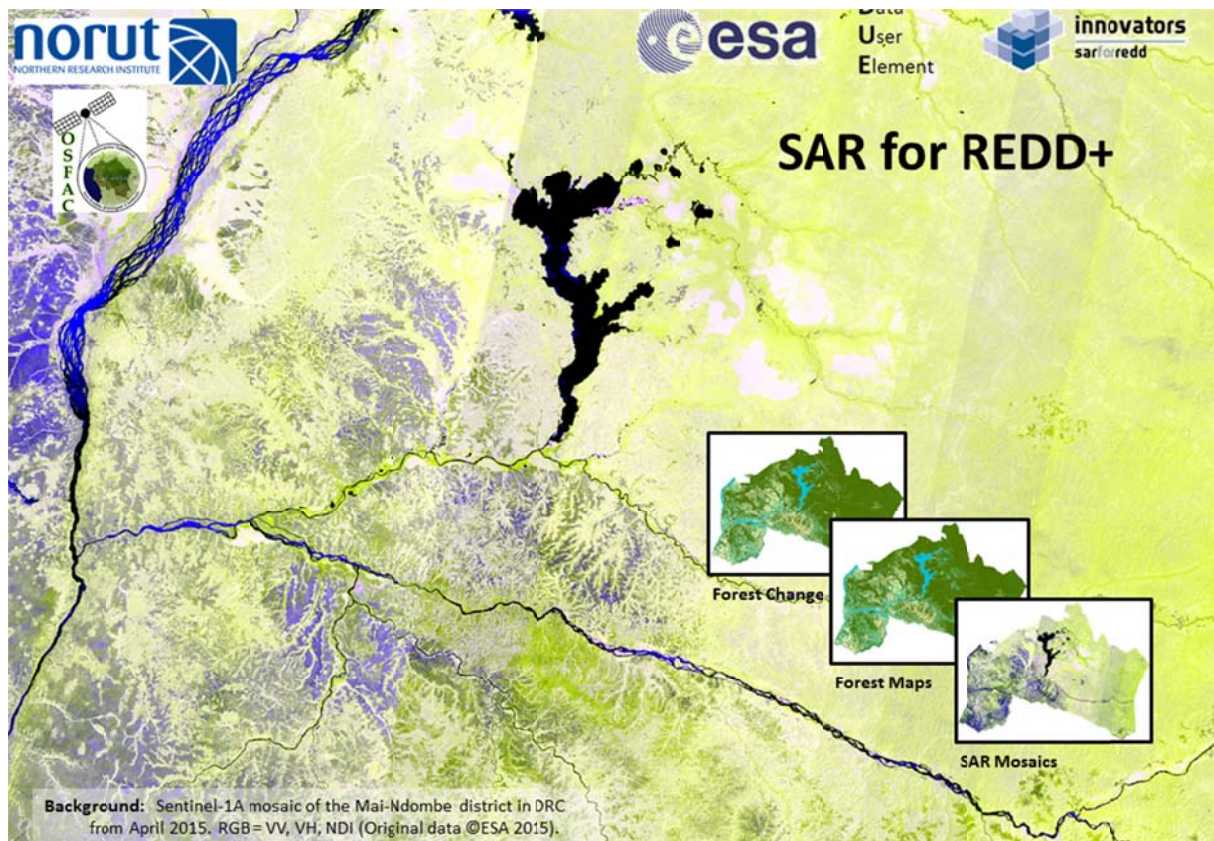 norut
NORTHERN RESEARCH INSTITUTE
OSFAC
esa
Data
User
Element
innovators
sarforredd
SAR for REDD+
Forest Change
Forest Maps
SAR Mosaics
Background: Sentinel-1A mosaic of the Mai-Ndombe district in DRC
from April 2015. RGB= VV, VH, NDI (Original data ©ESA 2015).